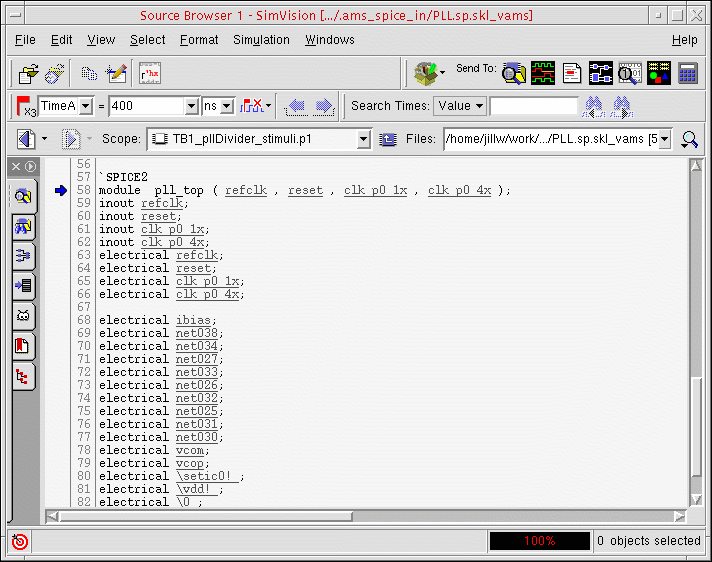 Source Browser 1 - SimVision [.../.ams_spice_in/PLL.sp.skl_vams]
File Edit View Select Format Simulation Windows Help
Send To:
x3 TimeA = 400 ns Search Times: Value
Scope: TB1_pllDivider_stimuli.p1 Files: /home/jillw/work/.../PLL.sp.skl_vams [5
56
57 `SPICE2
58 module pll_top ( refclk , reset , clk_p0_1x , clk_p0_4x );
59 inout refclk;
60 inout reset;
61 inout clk_p0_1x;
62 inout clk_p0_4x;
63 electrical refclk;
64 electrical reset;
65 electrical clk_p0_1x;
66 electrical clk_p0_4x;
67
68 electrical ibias;
69 electrical net038;
70 electrical net034;
71 electrical net027;
72 electrical net033;
73 electrical net026;
74 electrical net032;
75 electrical net025;
76 electrical net031;
77 electrical net030;
78 electrical vcom;
79 electrical vcop;
80 electrical \setic0! ;
81 electrical \vdd! ;
82 electrical \0 ;
100% 0 objects selected